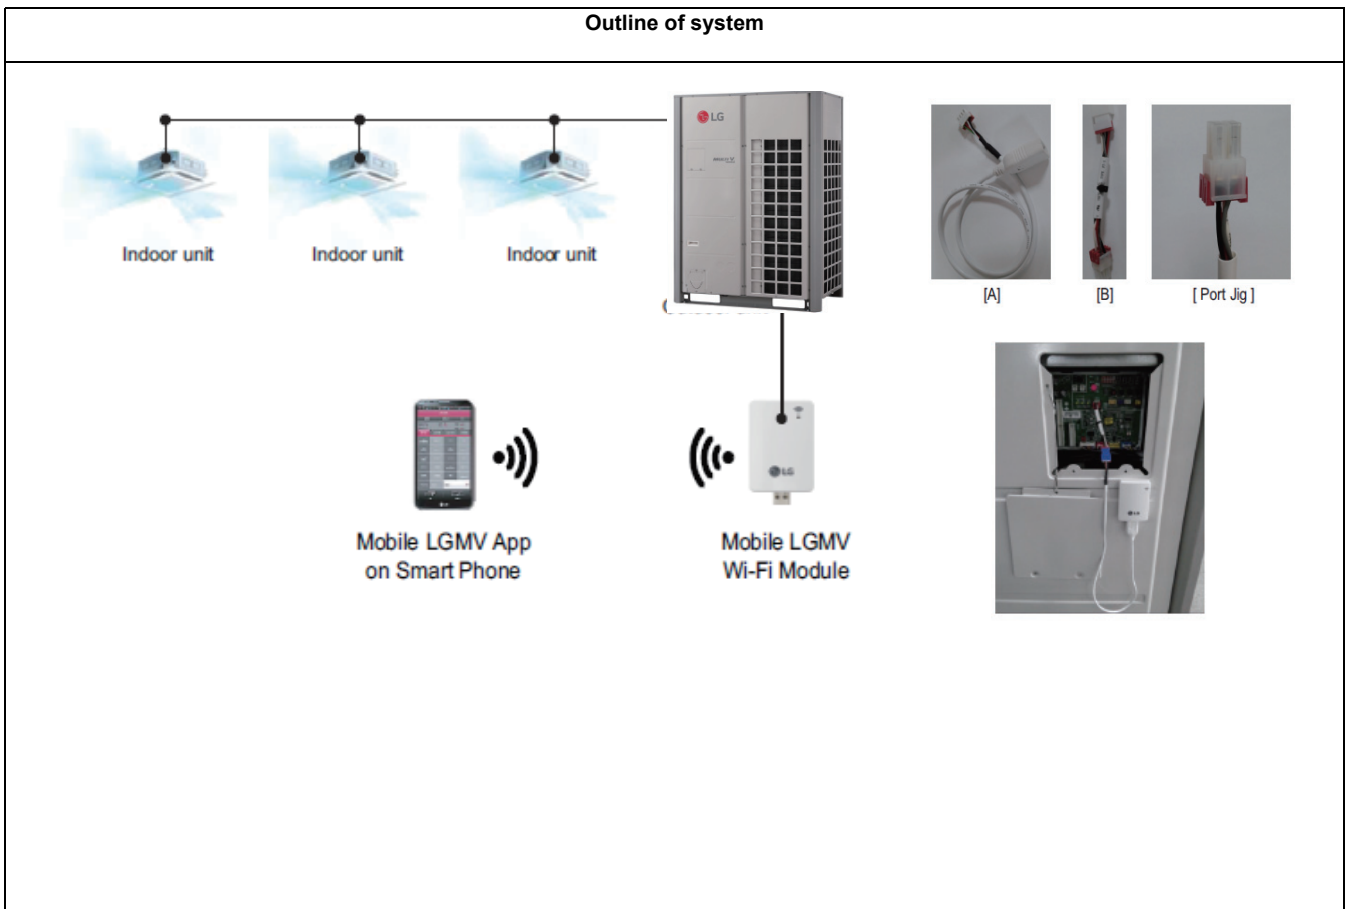 Outline of system
LG
Indoor unit
Indoor unit
Indoor unit
[A]
[B]
[ Port Jig ]
LG
Mobile LGMV App
on Smart Phone
Mobile LGMV
Wi-Fi Module
LG